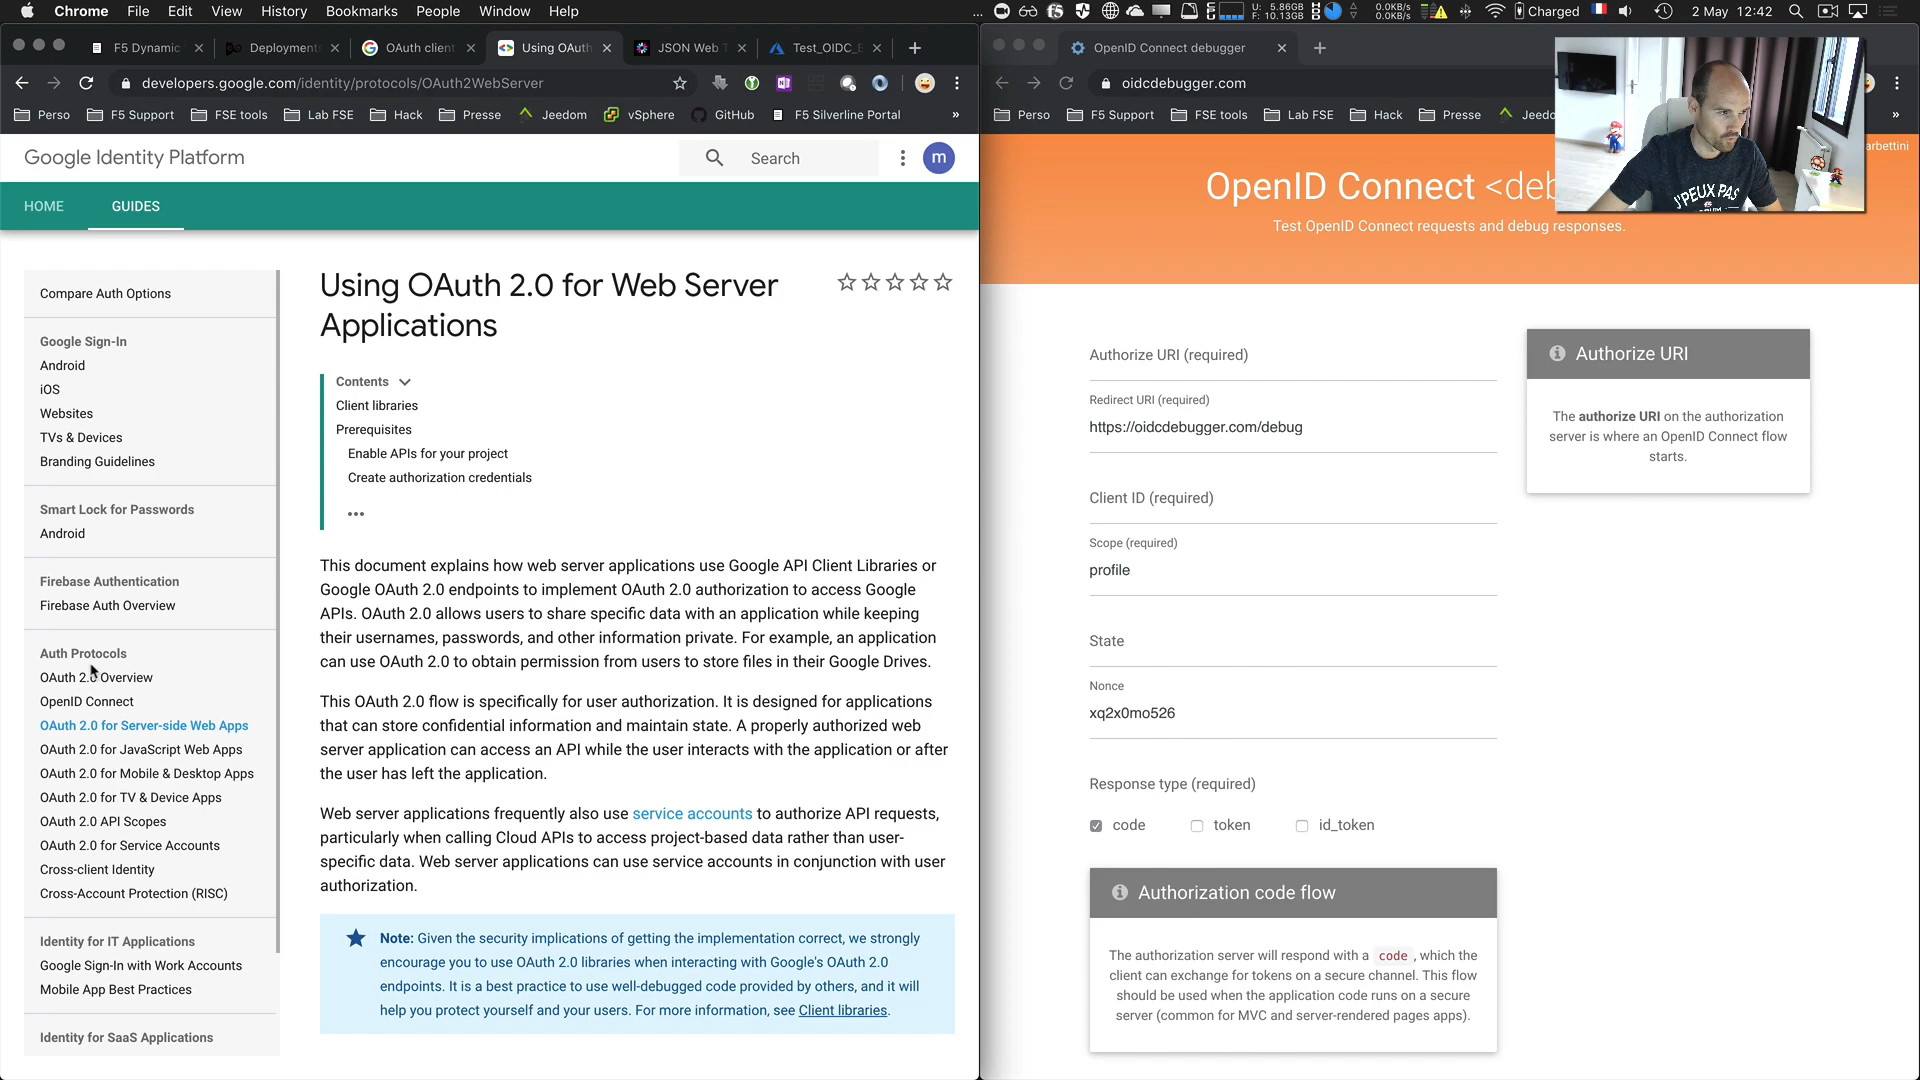 Chrome File Edit View History Bookmarks People Window Help
... U: 5.86GB F: 10.13GB 0.0KB/s 0.0KB/s Charged 2 May 12:42
F5 Dynamic Deployments OAuth client Using OAuth JSON Web T Test_OIDC_E
developers.google.com/identity/protocols/OAuth2WebServer
Perso F5 Support FSE tools Lab FSE Hack Presse Jeedom vSphere GitHub F5 Silverline Portal »
Google Identity Platform
Search
m
HOME GUIDES
Compare Auth Options
Google Sign-In
Android
iOS
Websites
TVs & Devices
Branding Guidelines
Smart Lock for Passwords
Android
Firebase Authentication
Firebase Auth Overview
Auth Protocols
OAuth 2.0 Overview
OpenID Connect
OAuth 2.0 for Server-side Web Apps
OAuth 2.0 for JavaScript Web Apps
OAuth 2.0 for Mobile & Desktop Apps
OAuth 2.0 for TV & Device Apps
OAuth 2.0 API Scopes
OAuth 2.0 for Service Accounts
Cross-client Identity
Cross-Account Protection (RISC)
Identity for IT Applications
Google Sign-In with Work Accounts
Mobile App Best Practices
Identity for SaaS Applications
Using OAuth 2.0 for Web Server
Applications
Contents
Client libraries
Prerequisites
Enable APIs for your project
Create authorization credentials
•••
This document explains how web server applications use Google API Client Libraries or
Google OAuth 2.0 endpoints to implement OAuth 2.0 authorization to access Google
APIs. OAuth 2.0 allows users to share specific data with an application while keeping
their usernames, passwords, and other information private. For example, an application
can use OAuth 2.0 to obtain permission from users to store files in their Google Drives.
This OAuth 2.0 flow is specifically for user authorization. It is designed for applications
that can store confidential information and maintain state. A properly authorized web
server application can access an API while the user interacts with the application or after
the user has left the application.
Web server applications frequently also use service accounts to authorize API requests,
particularly when calling Cloud APIs to access project-based data rather than user-
specific data. Web server applications can use service accounts in conjunction with user
authorization.
Note: Given the security implications of getting the implementation correct, we strongly
encourage you to use OAuth 2.0 libraries when interacting with Google's OAuth 2.0
endpoints. It is a best practice to use well-debugged code provided by others, and it will
help you protect yourself and your users. For more information, see Client libraries.
OpenID Connect debugger
oidcdebugger.com
Perso F5 Support FSE tools Lab FSE Hack Presse Jeedo »
arbettini
OpenID Connect <deb
Test OpenID Connect requests and debug responses.
J'PEUX PAS
Authorize URI (required)
Redirect URI (required)
https://oidcdebugger.com/debug
Client ID (required)
Scope (required)
profile
State
Nonce
xq2x0mo526
Response type (required)
code token id_token
Authorization code flow
The authorization server will respond with a code, which the
client can exchange for tokens on a secure channel. This flow
should be used when the application code runs on a secure
server (common for MVC and server-rendered pages apps).
Authorize URI
The authorize URI on the authorization
server is where an OpenID Connect flow
starts.